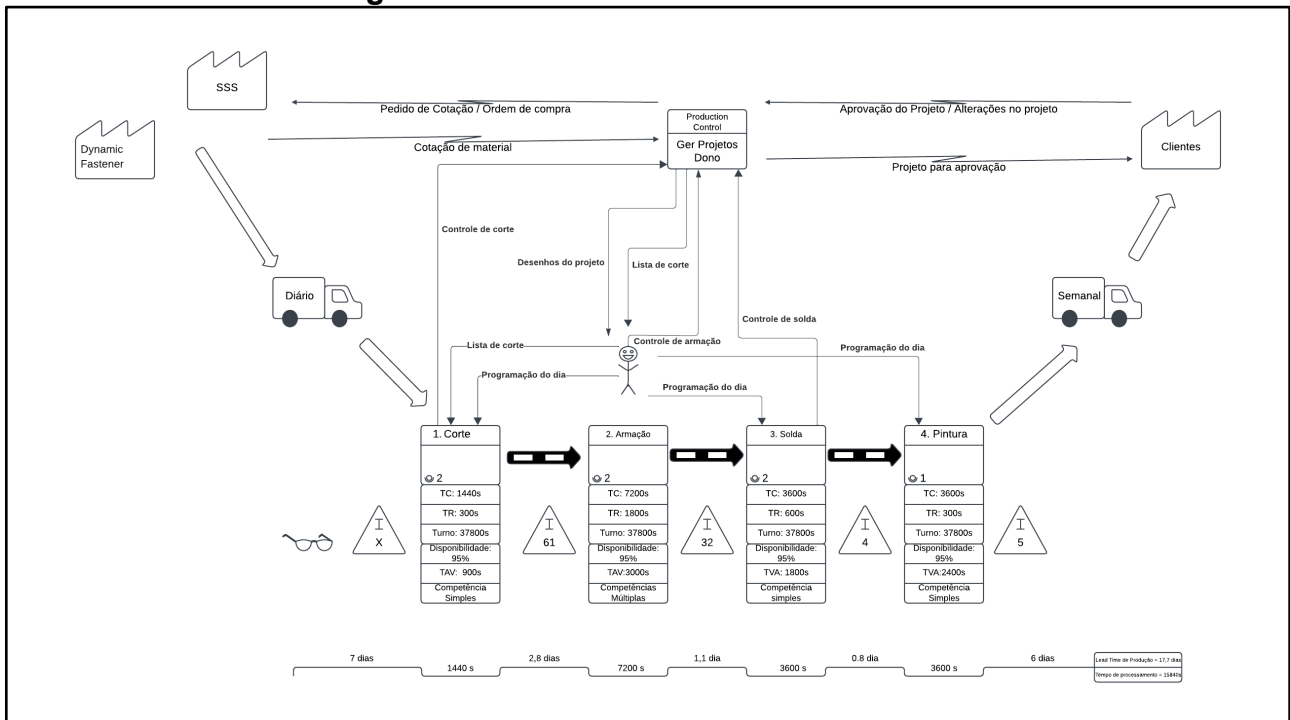 g
SSS
Dynamic
Fastener
Pedido de Cotação / Ordem de compra
Cotação de material
Production
Control
Ger Projetos
Dono
Aprovação do Projeto / Alterações no projeto
Projeto para aprovação
Clientes
Controle de corte
Desenhos do projeto
Lista de corte
Diário
Semanal
Controle de solda
Lista de corte
Controle de armação
Programação do dia
Programação do dia
Programação do dia
1. Corte
2
TC: 1440s
TR: 300s
Turno: 37800s
Disponibilidade:
95%
TAV: 900s
Competência
Simples
2. Armação
2
TC: 7200s
TR: 1800s
Turno: 37800s
Disponibilidade:
95%
TAV:3000s
Competências
Múltiplas
3. Solda
2
TC: 3600s
TR: 600s
Turno: 37800s
Disponibilidade:
95%
TVA: 1800s
Competência
simples
4. Pintura
1
TC: 3600s
TR: 300s
Turno: 37800s
Disponibilidade:
95%
TVA:2400s
Competência
Simples
I
X
I
61
I
32
I
4
I
5
7 dias
1440 s
2,8 dias
7200 s
1,1 dia
3600 s
0.8 dia
3600 s
6 dias
Lead Time de Produção = 17,7 dias
Tempo de processamento = 15840s